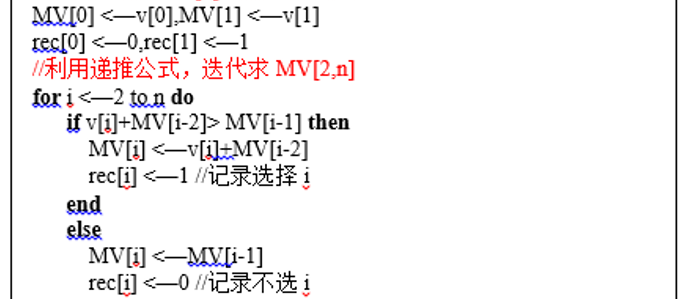 MV[0] <—v[0],MV[1] <—v[1]
rec[0] <—0,rec[1] <—1
//利用递推公式，迭代求 MV[2,n]
for i <—2 to n do
if v[i]+MV[i-2]> MV[i-1] then
MV[i] <—v[i]+MV[i-2]
rec[i] <—1 //记录选择 i
end
else
MV[i] <—MV[i-1]
rec[i] <—0 //记录不选 i